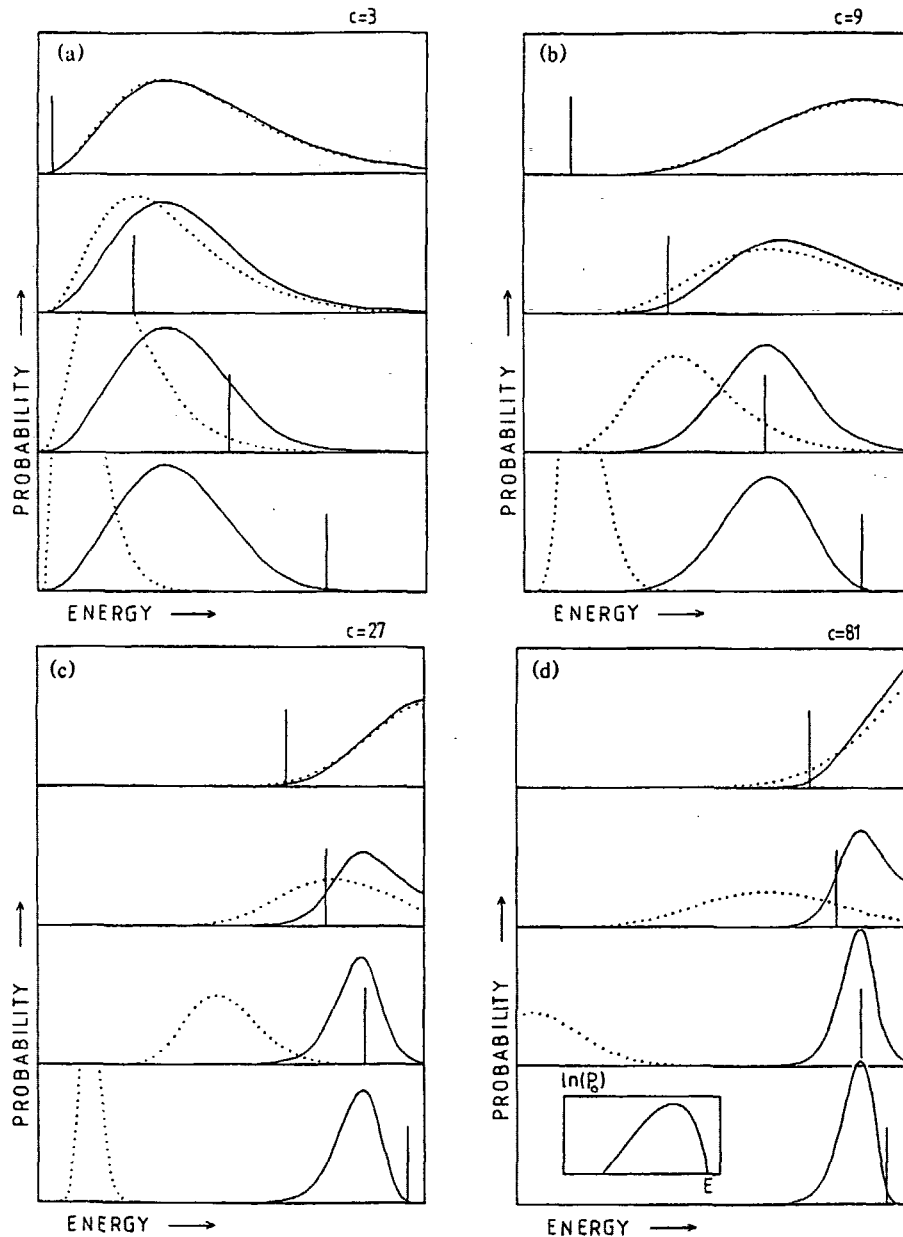 c=3
c=9
(a)
(b)
PROBABILITY
PROBABILITY
ENERGY
ENERGY
c=27
c=81
(c)
(d)
PROBABILITY
PROBABILITY
ln(P₀)
E
ENERGY
ENERGY